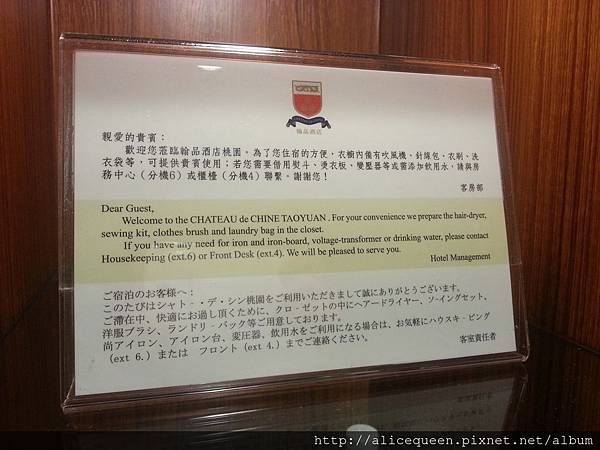 翰品酒店
親愛的貴賓：
歡迎您蒞臨翰品酒店桃園。為了您住宿的方便，衣櫥內備有吹風機、針線包、衣刷、洗
衣袋等，可提供貴賓使用；若您需要借用熨斗、燙衣板、變壓器等或需添加飲用水，請與房
務中心（分機6）或櫃檯（分機4）聯繫。謝謝您！
客房部
Dear Guest,
Welcome to the CHATEAU de CHINE TAOYUAN . For your convenience we prepare the hair-dryer,
sewing kit, clothes brush and laundry bag in the closet.
If you have any need for iron and iron-board, voltage-transformer or drinking water, please contact
Housekeeping (ext.6) or Front Desk (ext.4). We will be pleased to serve you.
Hotel Management
ご宿泊のお客様へ：
このたびはシャト‐・デ・シン桃園をご利用いただきまして誠にありがとうございます。
ご滞在中、快適にお過し頂くために、クロ‐ゼットの中にヘアードライヤー、ソ‐イングセット、
洋服ブラシ、ランドリ‐バック等ご用意しております。
尚アイロン、アイロン台、変圧器、飲用水をご利用になる場合は、お気軽にハウスキ‐ピング
(ext 6.) または フロント(ext 4.) までご連絡ください。
客室責任者
http://alicequeen.pixnet.net/album